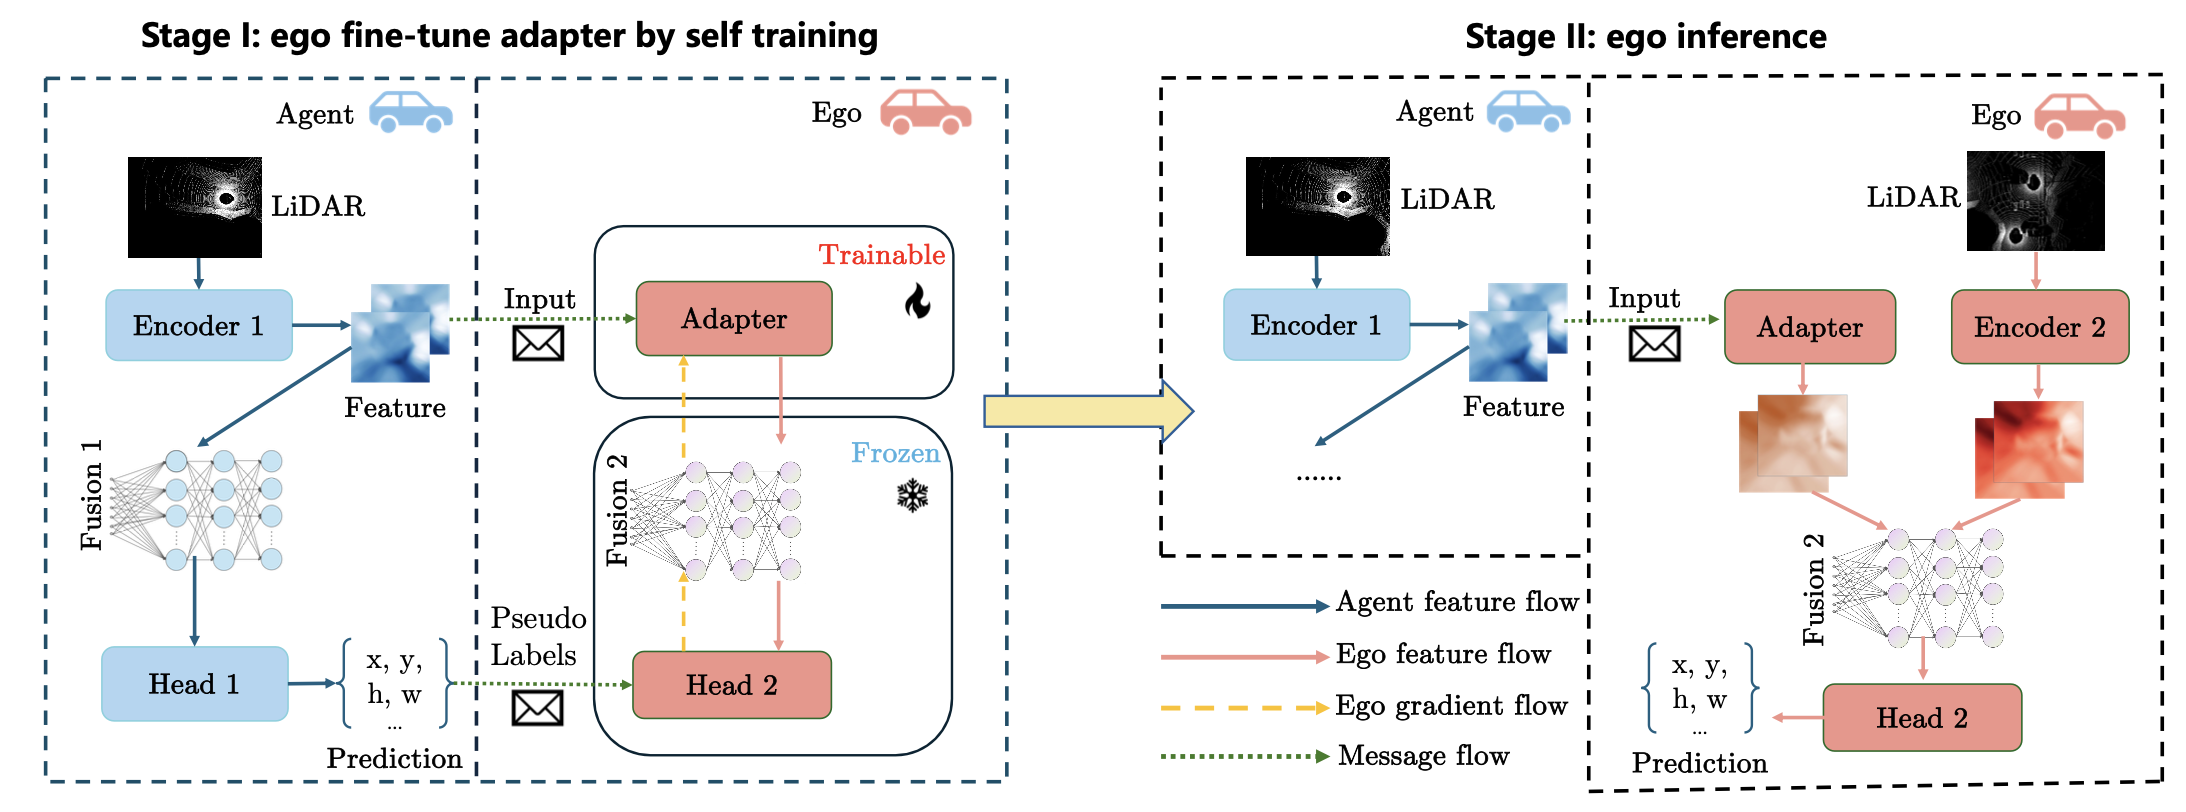 Stage I: ego fine-tune adapter by self training
Agent
LiDAR
Encoder 1
Feature
Fusion 1
Head 1
x, y,
h, w
...
Prediction
Ego
Input
Trainable
Adapter
Frozen
Fusion 2
Pseudo
Labels
Head 2
Stage II: ego inference
Agent
LiDAR
Encoder 1
Feature
......
Ego
LiDAR
Input
Adapter
Encoder 2
Fusion 2
x, y,
h, w
...
Head 2
Prediction
Agent feature flow
Ego feature flow
Ego gradient flow
Message flow